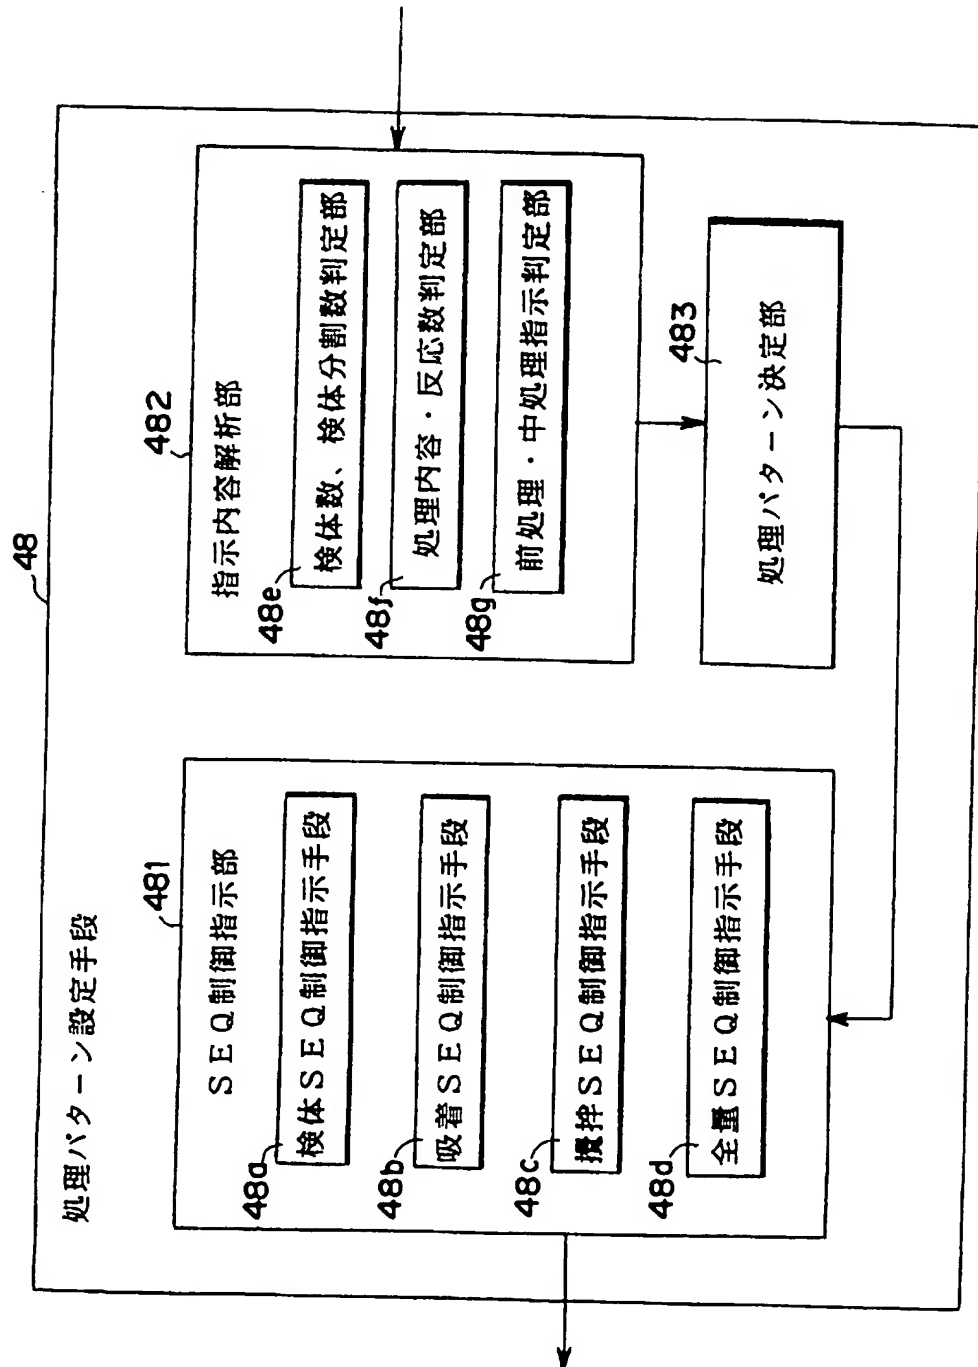 48
処理パターン設定手段
481
SEQ制御指示部
48a
検体SEQ制御指示手段
48b
吸着SEQ制御指示手段
48c
攪拌SEQ制御指示手段
48d
全量SEQ制御指示手段
482
指示内容解析部
48e
検体数、検体分割数判定部
48f
処理内容・反応数判定部
48g
前処理・中処理指示判定部
483
処理パターン決定部